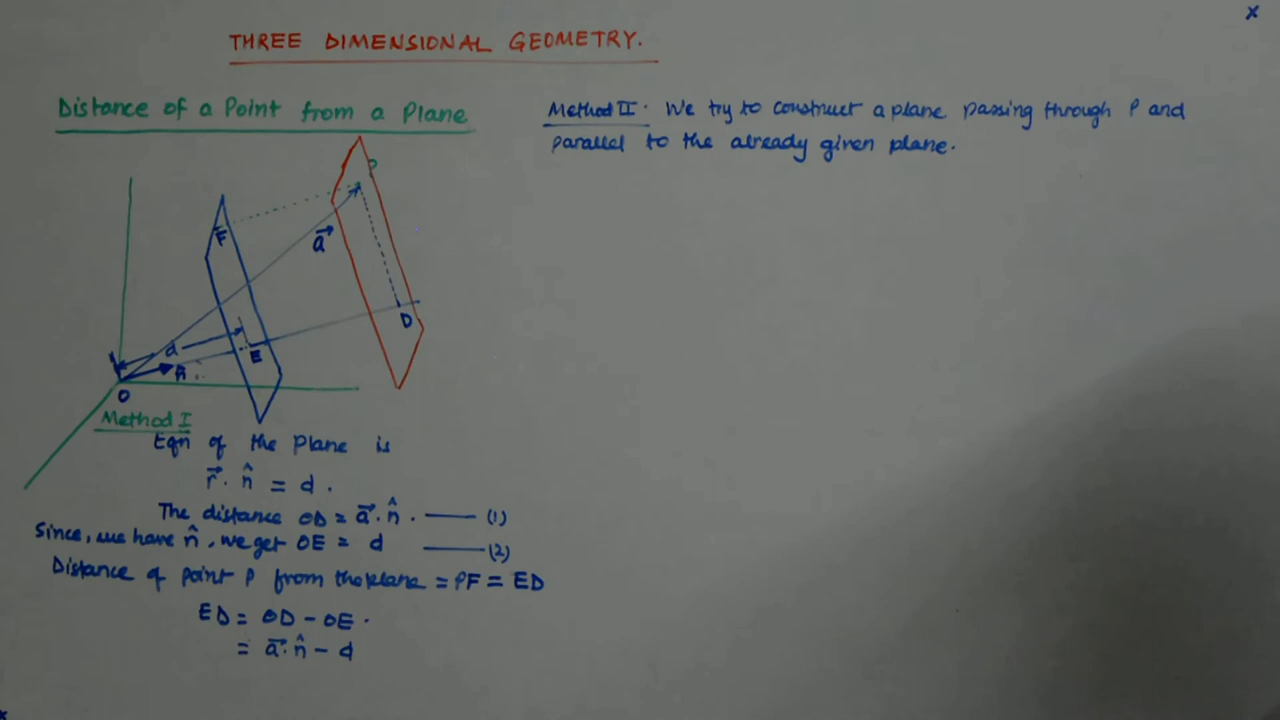 x
THREE DIMENSIONAL GEOMETRY.
Distance of a Point from a Plane
P
F
a⃗
D
d
E
n̂
O
Method I
Eqn of the Plane is
r⃗ . n̂ = d .
The distance OD = a⃗ . n̂ . —— (1)
Since, we have n̂ , we get OE = d —— (2)
Distance of point P from the plane = PF = ED
ED = OD - OE .
= a⃗ . n̂ - d
Method II . We try to construct a plane passing through P and
parallel to the already given plane.